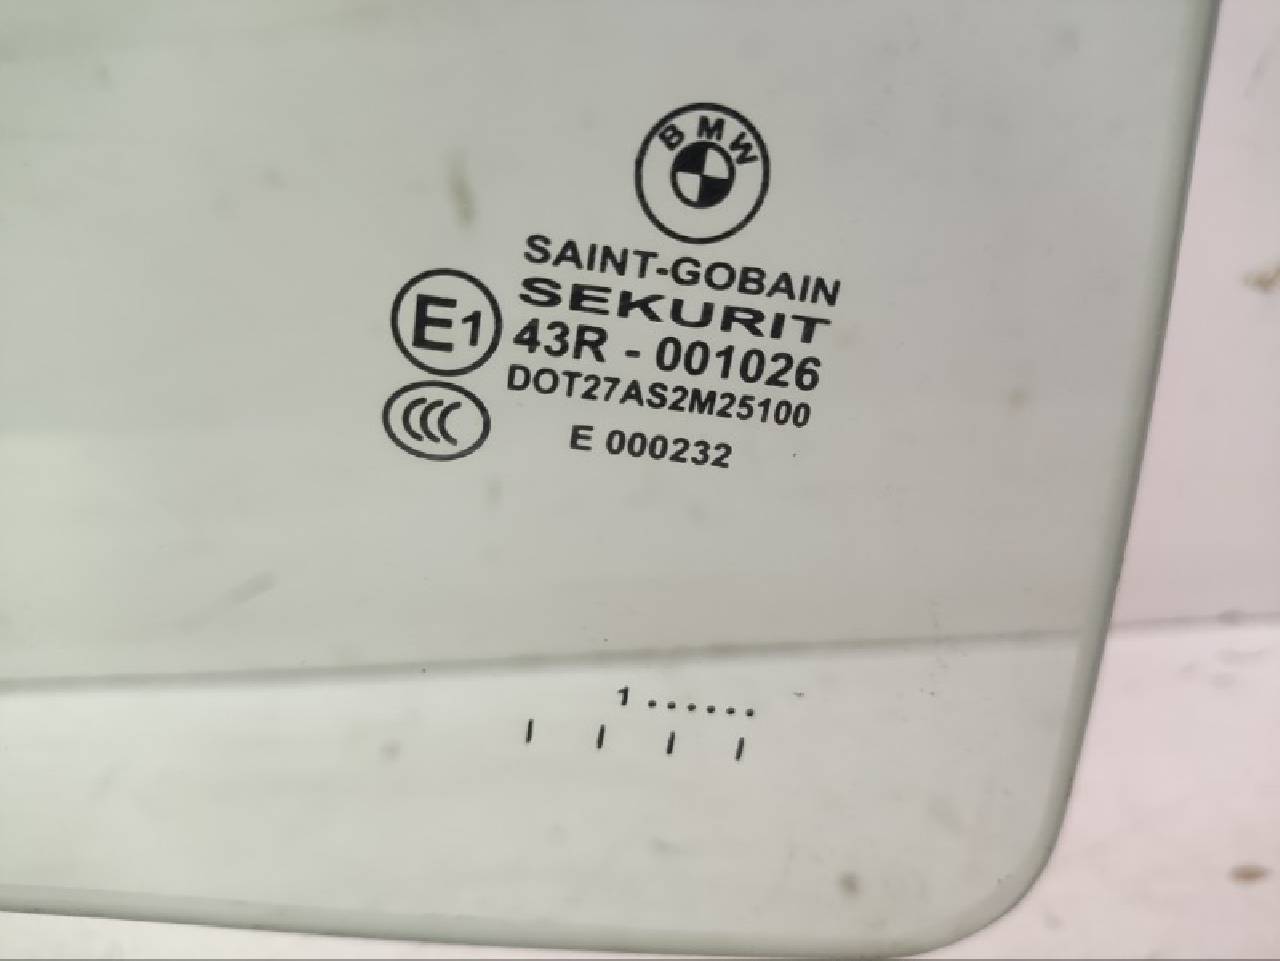 BMW
SAINT-GOBAIN
SEKURIT
E1
43R - 001026
DOT27AS2M25100
CCC
E 000232
1 ......